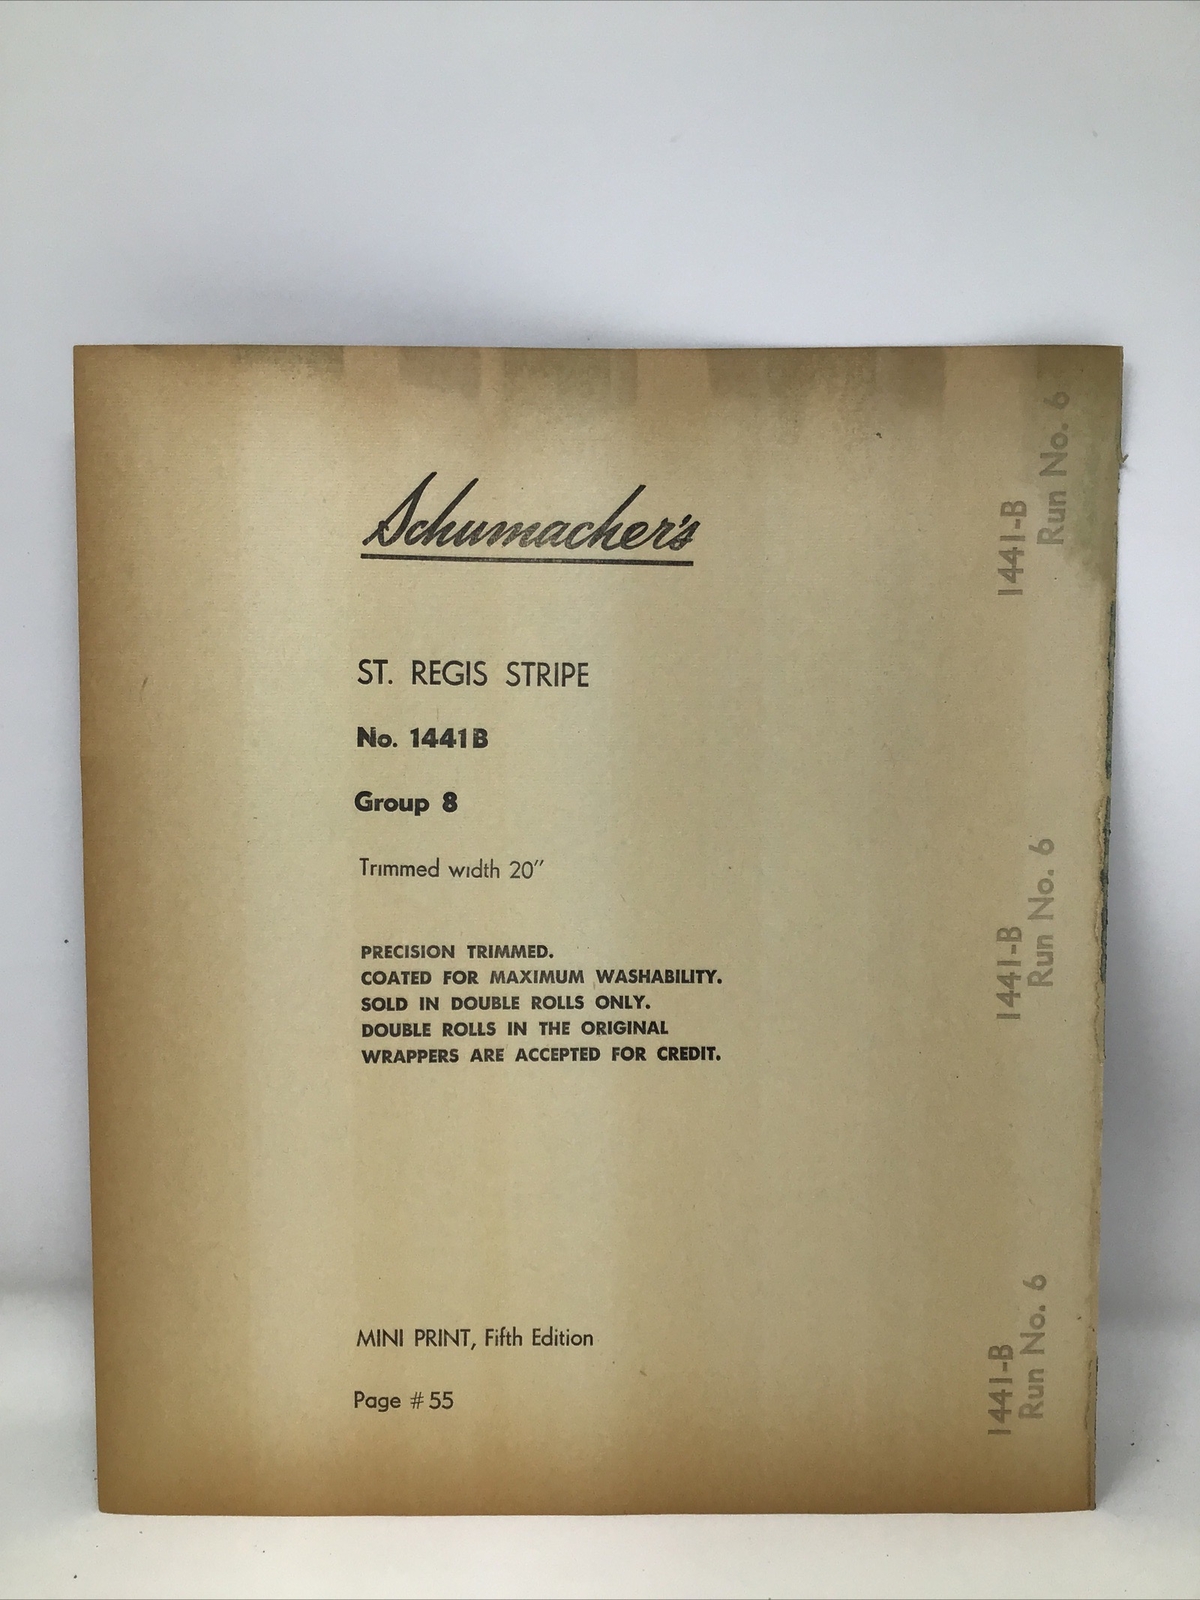 Schumacher's
ST. REGIS STRIPE
No. 1441B
Group 8
Trimmed width 20"
PRECISION TRIMMED.
COATED FOR MAXIMUM WASHABILITY.
SOLD IN DOUBLE ROLLS ONLY.
DOUBLE ROLLS IN THE ORIGINAL
WRAPPERS ARE ACCEPTED FOR CREDIT.
MINI PRINT, Fifth Edition
Page # 55
1441-B
Run No. 6
1441-B
Run No. 6
1441-B
Run No. 6